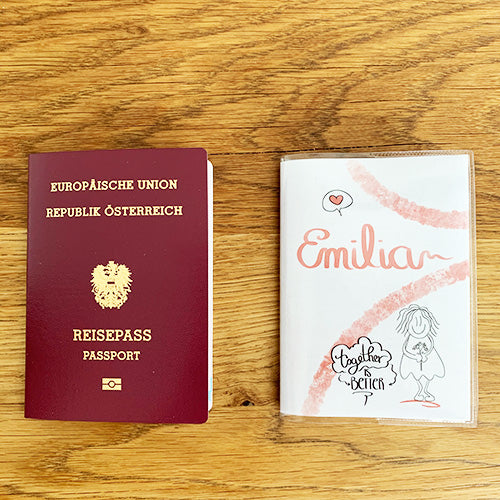 EUROPÄISCHE UNION
REPUBLIK ÖSTERREICH
REISEPASS
PASSPORT
Emilia
together
is
BETTER